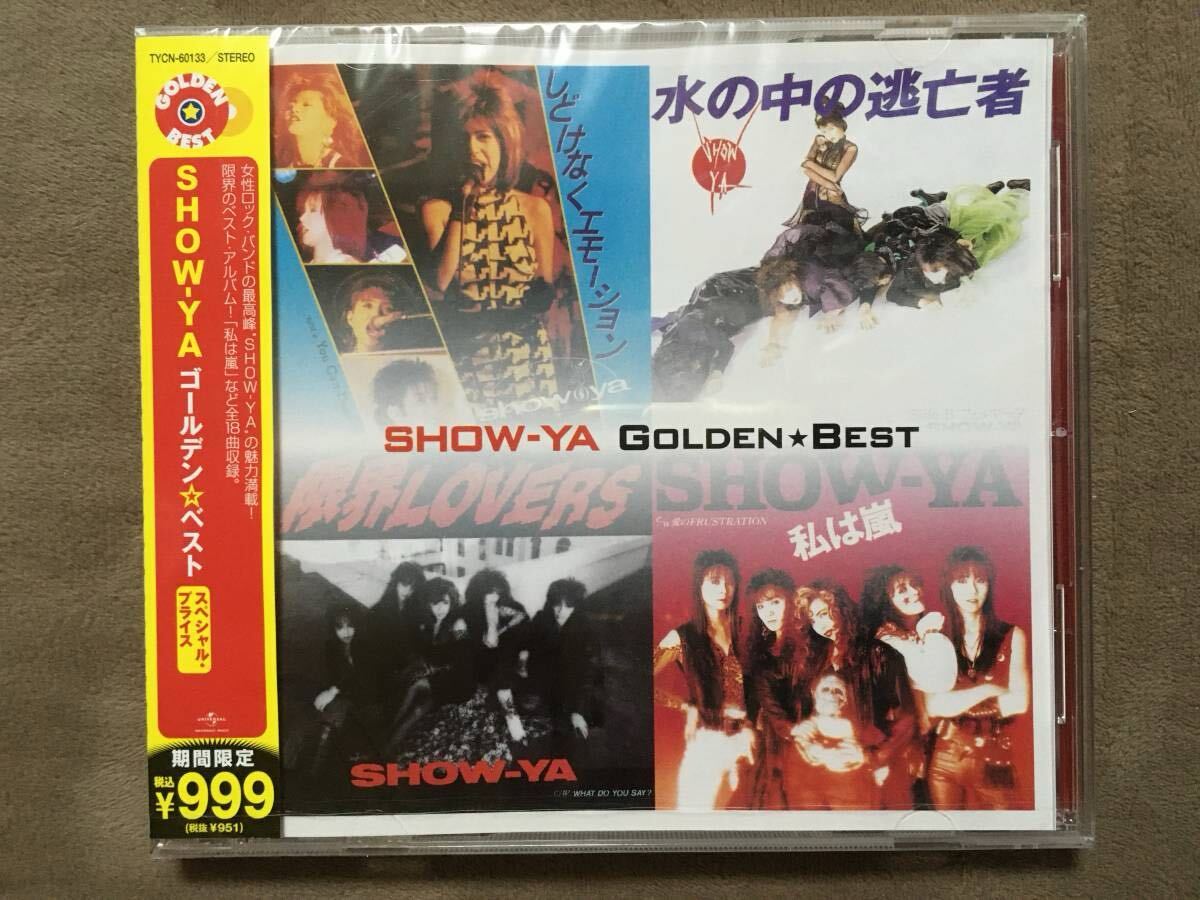 TYCN-60133/STEREO
GOLDEN
BEST
SHOW-YA ゴールデン☆ベスト
女性ロック・バンドの最高峰“SHOW-YA”の魅力満載！
限界のベスト・アルバム！「私は嵐」など全18曲収録。
スペシャル・
プライス
UNIVERSAL
期間限定
税込
¥999
(税抜 ¥951)
しどけなくエモーション
show-ya
水の中の逃亡者
SHOW
YA
SHOW-YA GOLDEN★BEST
限界LOVERS
SHOW-YA
C/W WHAT DO YOU SAY?
SHOW-YA
C/W 愛のFRUSTRATION
私は嵐